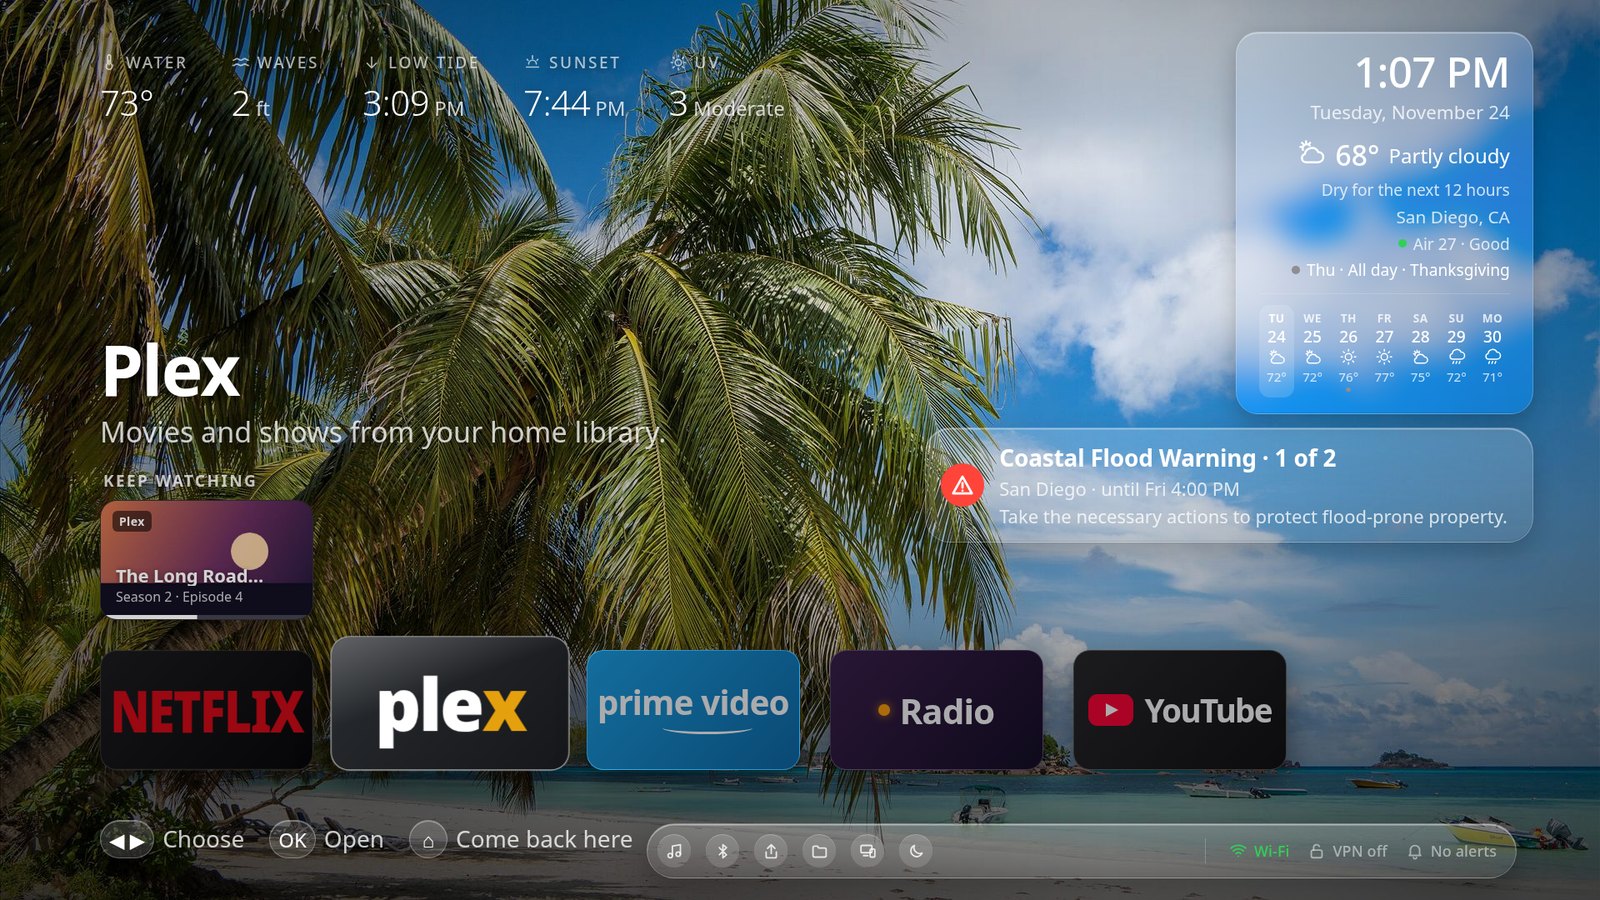 WATER
73°
WAVES
2 ft
LOW TIDE
3:09 PM
SUNSET
7:44 PM
UV
3 Moderate
1:07 PM
Tuesday, November 24
68° Partly cloudy
Dry for the next 12 hours
San Diego, CA
Air 27 · Good
Thu · All day · Thanksgiving
TU WE TH FR SA SU MO
24 25 26 27 28 29 30
72° 72° 76° 77° 75° 72° 71°
Coastal Flood Warning · 1 of 2
San Diego · until Fri 4:00 PM
Take the necessary actions to protect flood-prone property.
Plex
Movies and shows from your home library.
KEEP WATCHING
Plex
The Long Road...
Season 2 · Episode 4
NETFLIX
plex
prime video
Radio
YouTube
Choose
OK Open
Come back here
Wi-Fi
VPN off
No alerts